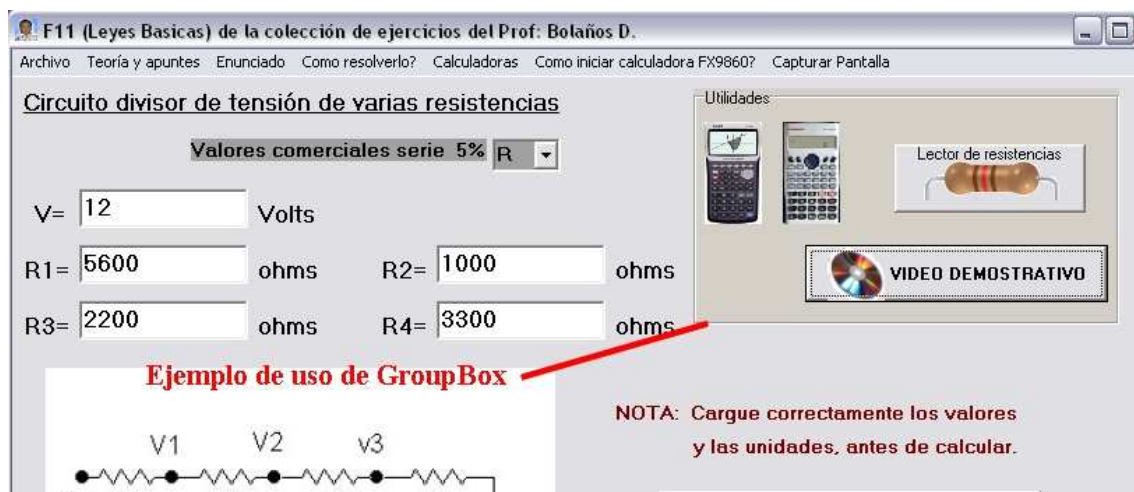 F11 (Leyes Basicas) de la colección de ejercicios del Prof: Bolaños D.
Archivo Teoría y apuntes Enunciado Como resolverlo? Calculadoras Como iniciar calculadora FX9860? Capturar Pantalla
Circuito divisor de tensión de varias resistencias
Utilidades
Valores comerciales serie 5% R
Lector de resistencias
V= 12 Volts
VIDEO DEMOSTRATIVO
R1= 5600 ohms R2= 1000 ohms
R3= 2200 ohms R4= 3300 ohms
Ejemplo de uso de GroupBox
NOTA: Cargue correctamente los valores
y las unidades, antes de calcular.
V1 V2 v3